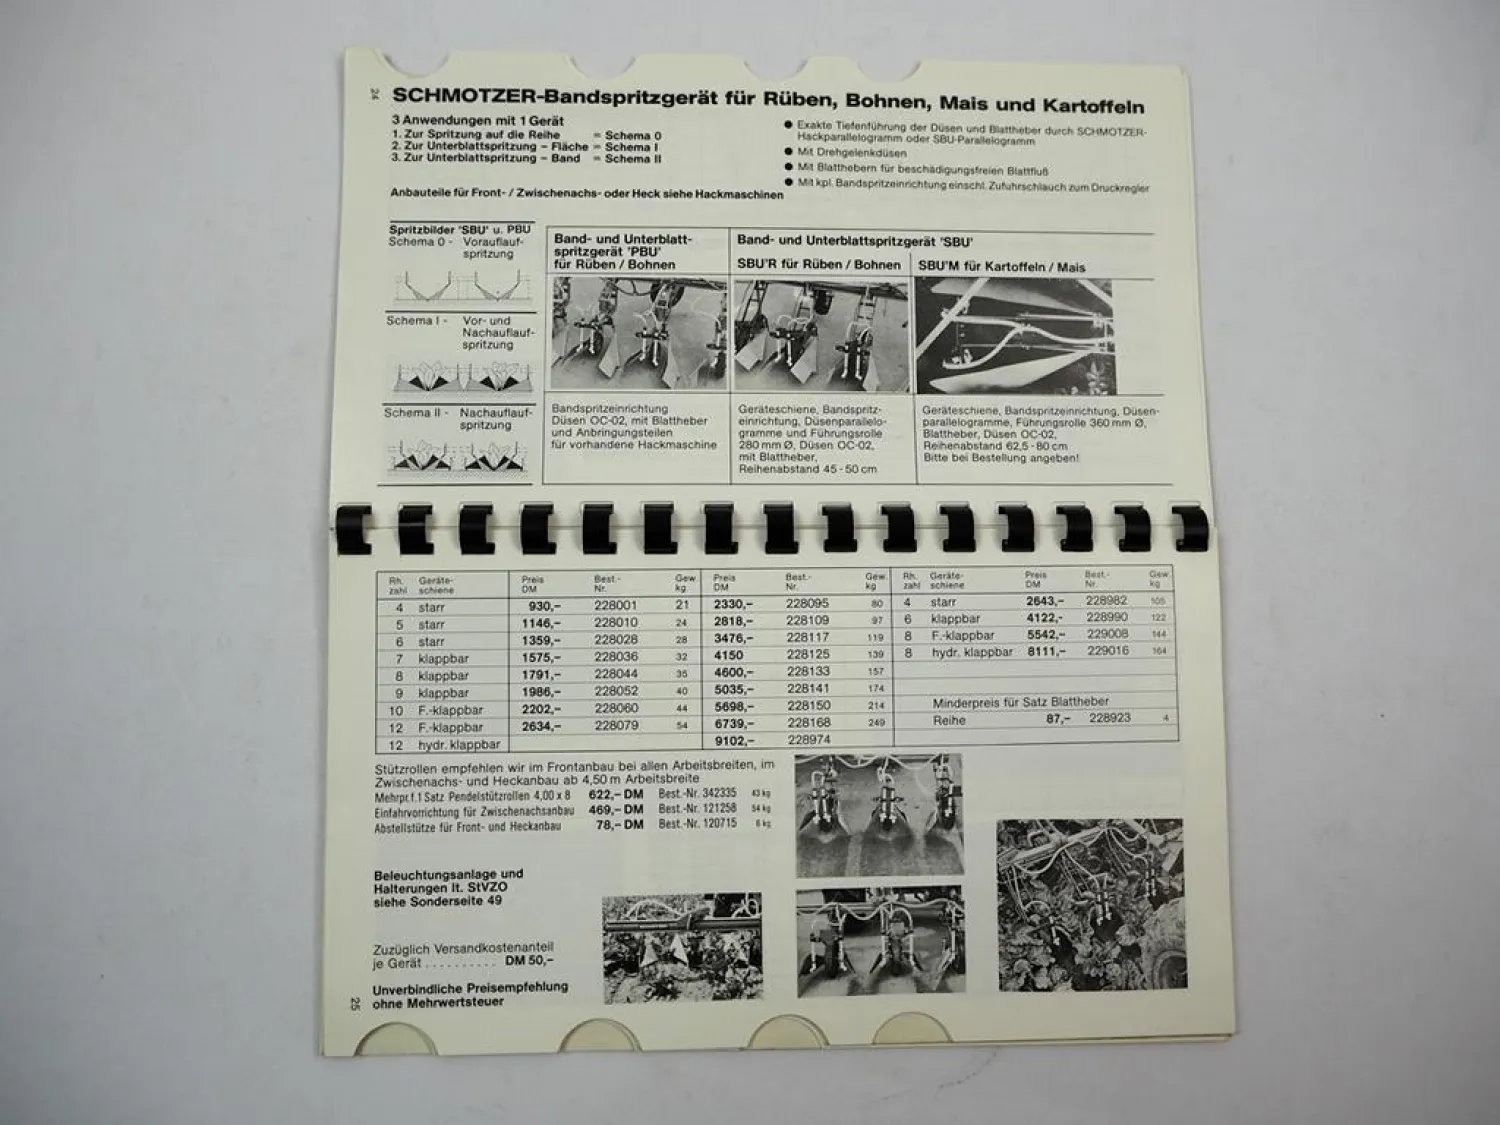 24
SCHMOTZER-Bandspritzgerät für Rüben, Bohnen, Mais und Kartoffeln
3 Anwendungen mit 1 Gerät
1. Zur Spritzung auf die Reihe = Schema 0
2. Zur Unterblattspritzung - Fläche = Schema I
3. Zur Unterblattspritzung - Band = Schema II
Anbauteile für Front- / Zwischenachs- oder Heck siehe Hackmaschinen
● Exakte Tiefenführung der Düsen und Blattheber durch SCHMOTZER-
Hackparallelogramm oder SBU-Parallelogramm
● Mit Drehgelenkdüsen
● Mit Blatthebern für beschädigungsfreien Blattfluß
● Mit kpl. Bandspritzeinrichtung einschl. Zufuhrschlauch zum Druckregler
Spritzbilder 'SBU' u. PBU
Schema 0 - Vorauflauf-
spritzung
Schema I - Vor- und
Nachauflauf-
spritzung
Schema II - Nachauflauf-
spritzung
Band- und Unterblatt-
spritzgerät 'PBU'
für Rüben / Bohnen
Band- und Unterblattspritzgerät 'SBU'
SBU'R für Rüben / Bohnen
SBU'M für Kartoffeln / Mais
Bandspritzeinrichtung
Düsen OC-02, mit Blattheber
und Anbringungsteilen
für vorhandene Hackmaschine
Geräteschiene, Bandspritz-
einrichtung, Düsenparallelo-
gramme und Führungsrolle
280 mm Ø, Düsen OC-02,
mit Blattheber,
Reihenabstand 45 - 50 cm
Geräteschiene, Bandspritzeinrichtung, Düsen-
parallelogramme, Führungsrolle 360 mm Ø,
Blattheber, Düsen OC-02,
Reihenabstand 62,5 - 80 cm
Bitte bei Bestellung angeben!
Rh. Geräte- Preis Best.- Gew. Preis Best.- Gew. Rh. Geräte- Preis Best.- Gew.
zahl schiene DM Nr. kg DM Nr. kg zahl schiene DM Nr. kg
4 starr 930,– 228001 21 2330,– 228095 80 4 starr 2643,– 228982 105
5 starr 1146,– 228010 24 2818,– 228109 97 6 klappbar 4122,– 228990 122
6 starr 1359,– 228028 28 3476,– 228117 119 8 F.-klappbar 5542,– 229008 144
7 klappbar 1575,– 228036 32 4150 228125 139 8 hydr. klappbar 8111,– 229016 164
8 klappbar 1791,– 228044 35 4600,– 228133 157
9 klappbar 1986,– 228052 40 5035,– 228141 174
10 F.-klappbar 2202,– 228060 44 5698,– 228150 214 Minderpreis für Satz Blattheber
12 F.-klappbar 2634,– 228079 54 6739,– 228168 249 Reihe 87,– 228923 4
12 hydr. klappbar 9102,– 228974
Stützrollen empfehlen wir im Frontanbau bei allen Arbeitsbreiten, im
Zwischenachs- und Heckanbau ab 4,50 m Arbeitsbreite
Mehrpr. f. 1 Satz Pendelstützrollen 4,00 x 8 622,– DM Best.-Nr. 342335 43 kg
Einfahrvorrichtung für Zwischenachsanbau 469,– DM Best.-Nr. 121258 54 kg
Abstellstütze für Front- und Heckanbau 78,– DM Best.-Nr. 120715 6 kg
Beleuchtungsanlage und
Halterungen lt. StVZO
siehe Sonderseite 49
Zuzüglich Versandkostenanteil
je Gerät .......... DM 50,–
Unverbindliche Preisempfehlung
ohne Mehrwertsteuer
25